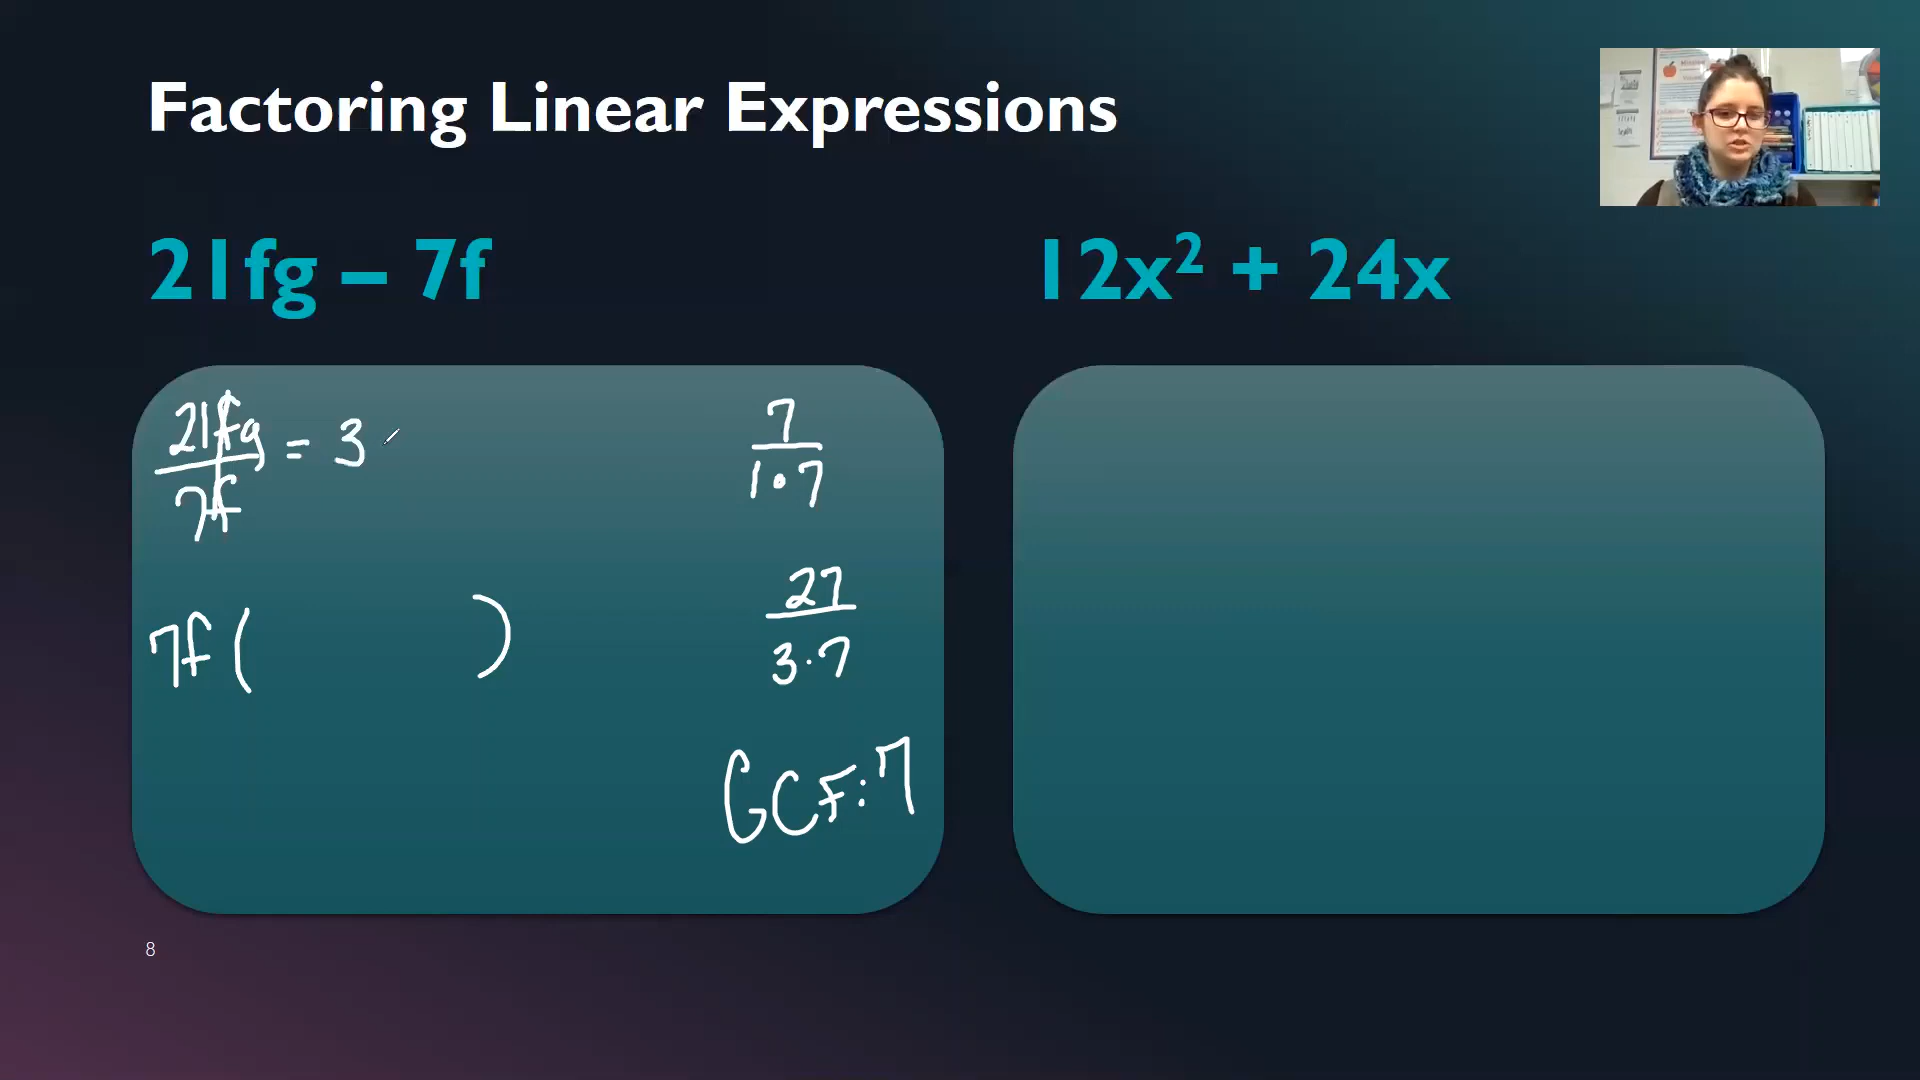 Factoring Linear Expressions
21fg – 7f
21fg = 3
7f
7f ( )
7
1·7
27
3·7
GCF:7
12x² + 24x
8